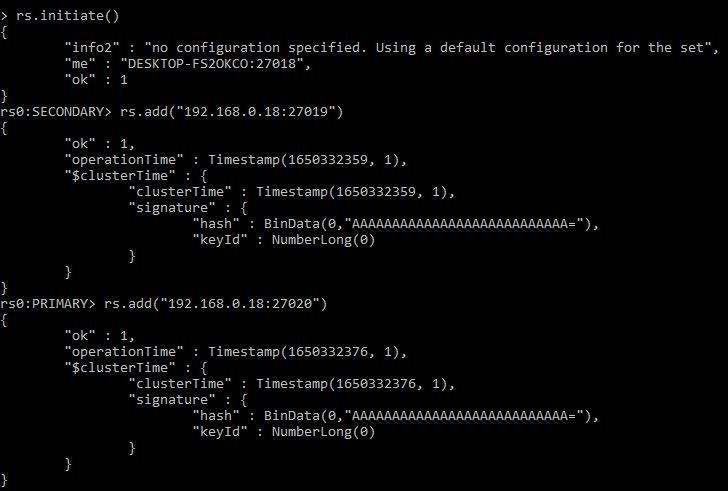 > rs.initiate()
{
        "info2" : "no configuration specified. Using a default configuration for the set",
        "me" : "DESKTOP-FS2OKCO:27018",
        "ok" : 1
}
rs0:SECONDARY> rs.add("192.168.0.18:27019")
{
        "ok" : 1,
        "operationTime" : Timestamp(1650332359, 1),
        "$clusterTime" : {
                "clusterTime" : Timestamp(1650332359, 1),
                "signature" : {
                        "hash" : BinData(0,"AAAAAAAAAAAAAAAAAAAAAAAAAAA="),
                        "keyId" : NumberLong(0)
                }
        }
}
rs0:PRIMARY> rs.add("192.168.0.18:27020")
{
        "ok" : 1,
        "operationTime" : Timestamp(1650332376, 1),
        "$clusterTime" : {
                "clusterTime" : Timestamp(1650332376, 1),
                "signature" : {
                        "hash" : BinData(0,"AAAAAAAAAAAAAAAAAAAAAAAAAAA="),
                        "keyId" : NumberLong(0)
                }
        }
}